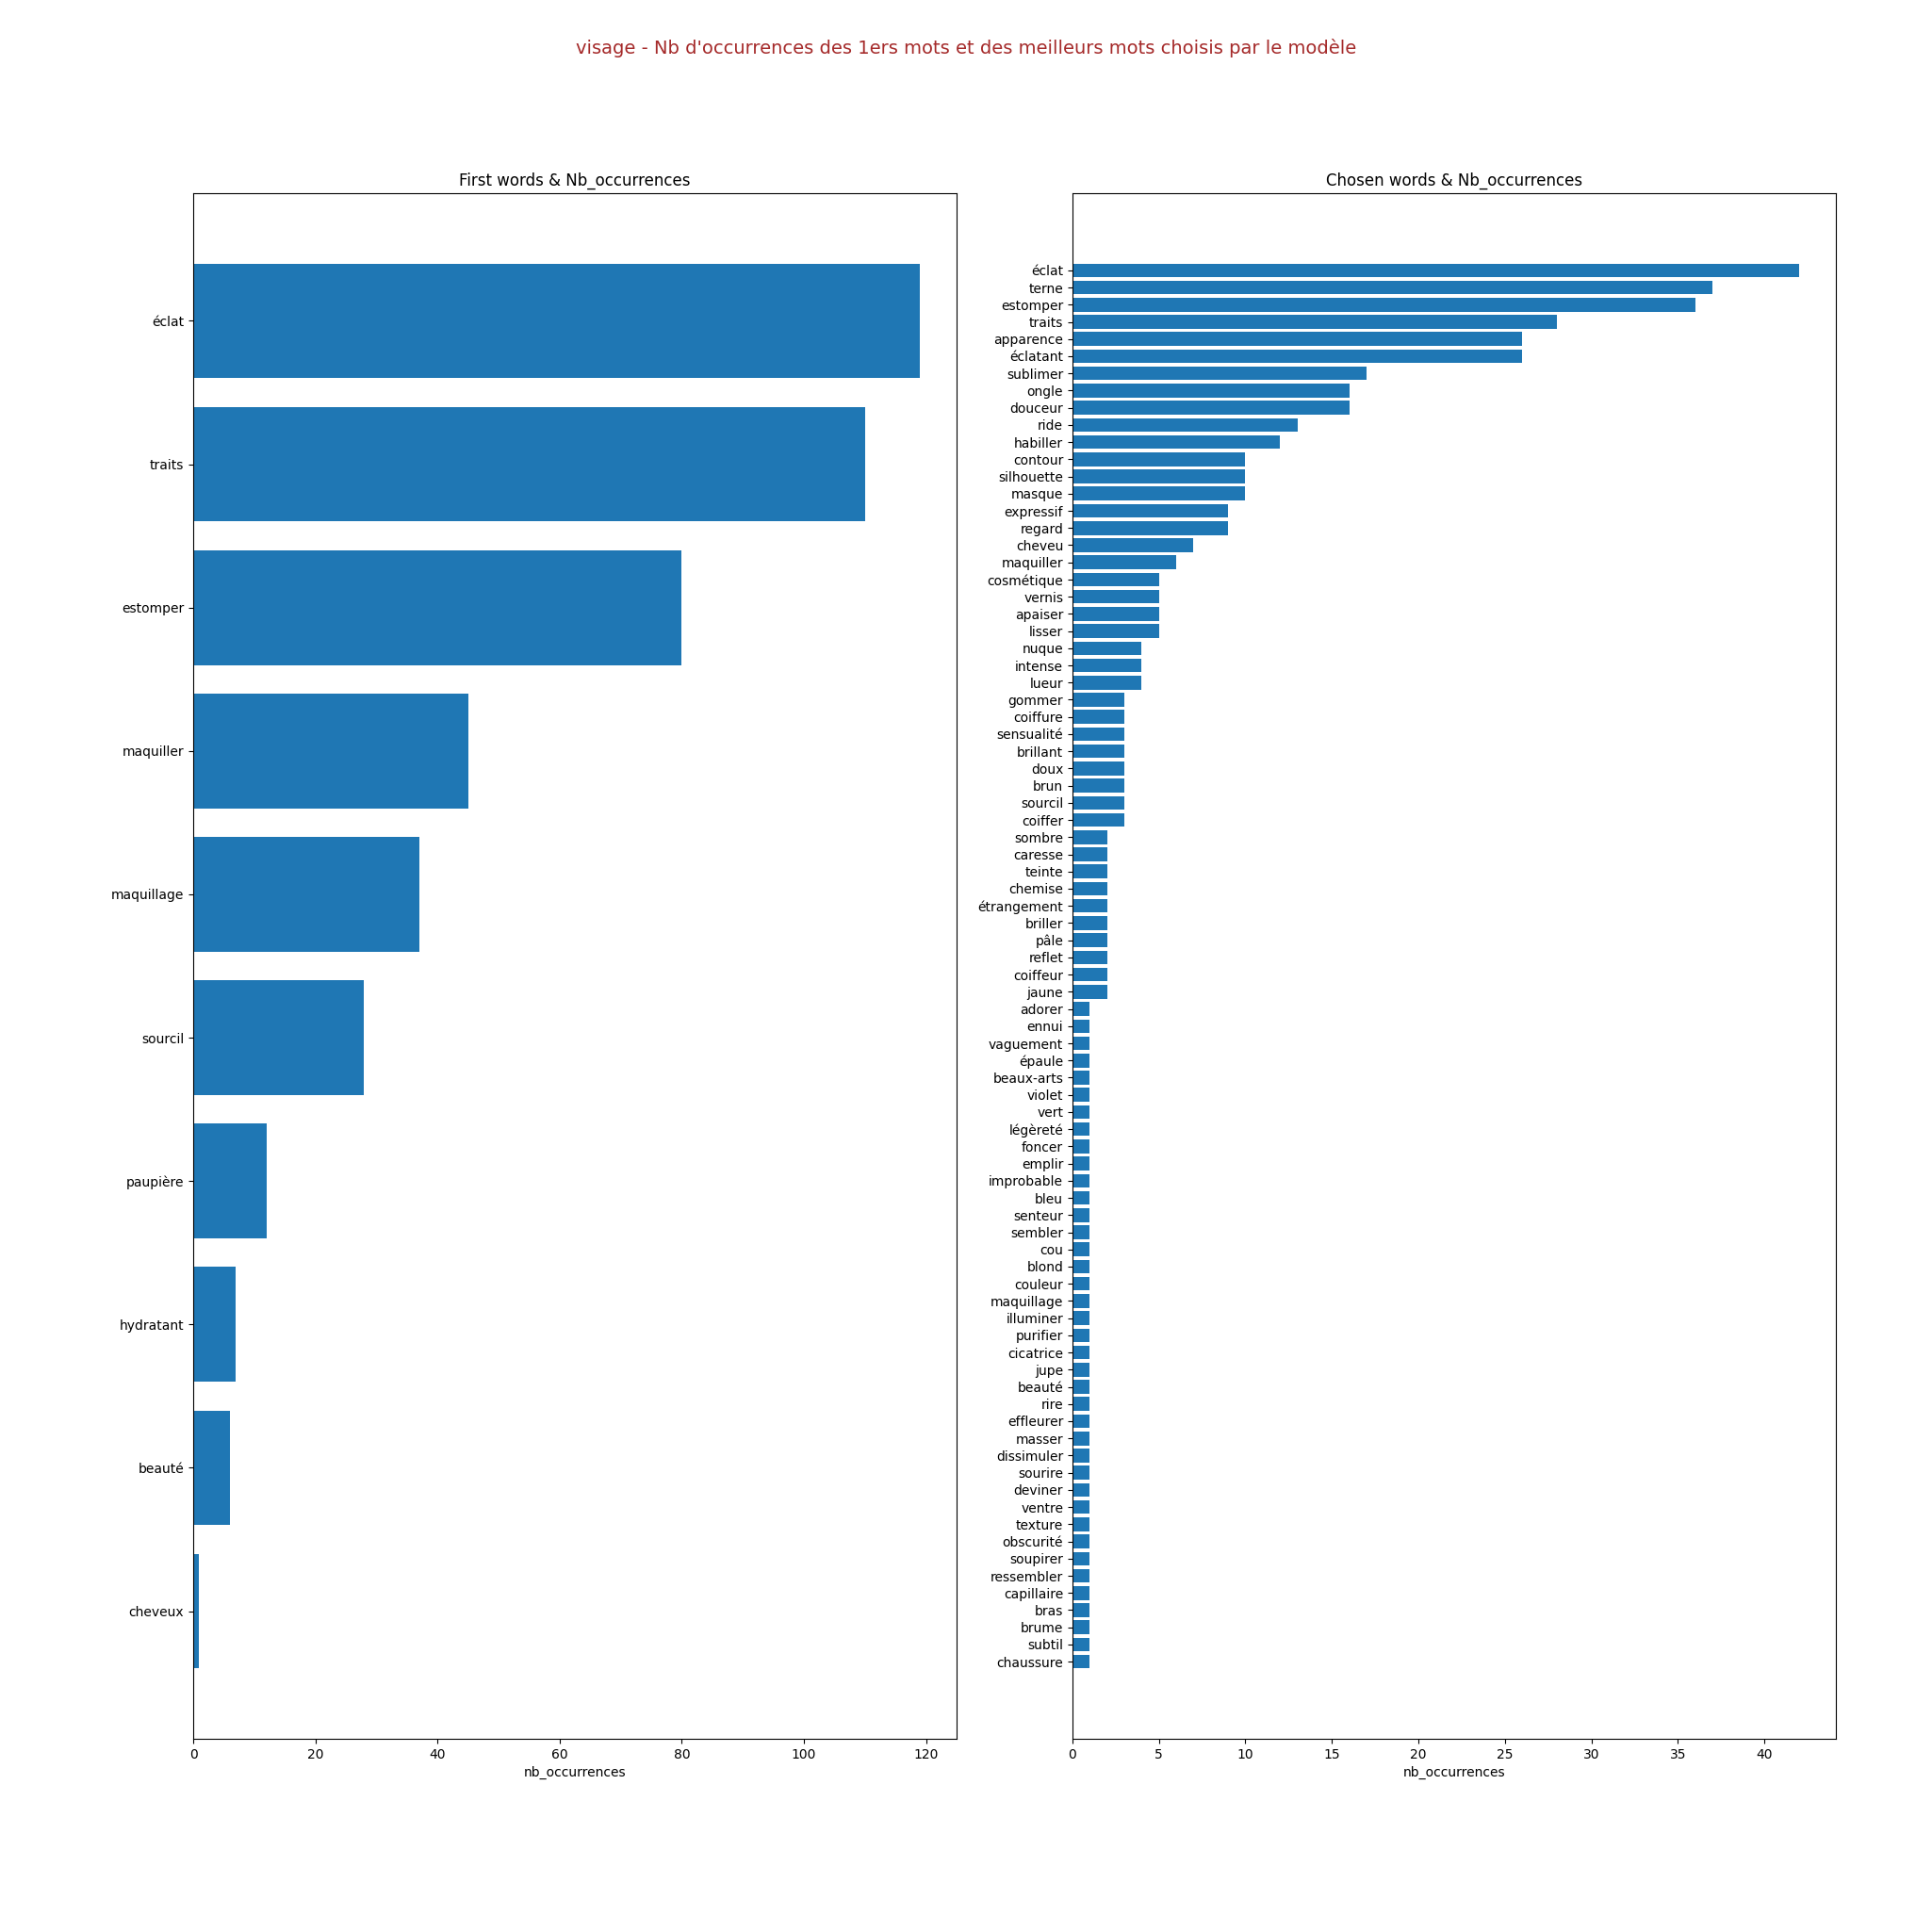 visage - Nb d'occurrences des 1ers mots et des meilleurs mots choisis par le modèle
First words & Nb_occurrences
éclat
traits
estomper
maquiller
maquillage
sourcil
paupière
hydratant
beauté
cheveux
0 20 40 60 80 100 120
nb_occurrences
Chosen words & Nb_occurrences
éclat
terne
estomper
traits
apparence
éclatant
sublimer
ongle
douceur
ride
habiller
contour
silhouette
masque
expressif
regard
cheveu
maquiller
cosmétique
vernis
apaiser
lisser
nuque
intense
lueur
gommer
coiffure
sensualité
brillant
doux
brun
sourcil
coiffer
sombre
caresse
teinte
chemise
étrangement
briller
pâle
reflet
coiffeur
jaune
adorer
ennui
vaguement
épaule
beaux-arts
violet
vert
légèreté
foncer
emplir
improbable
bleu
senteur
sembler
cou
blond
couleur
maquillage
illuminer
purifier
cicatrice
jupe
beauté
rire
effleurer
masser
dissimuler
sourire
deviner
ventre
texture
obscurité
soupirer
ressembler
capillaire
bras
brume
subtil
chaussure
0 5 10 15 20 25 30 35 40
nb_occurrences